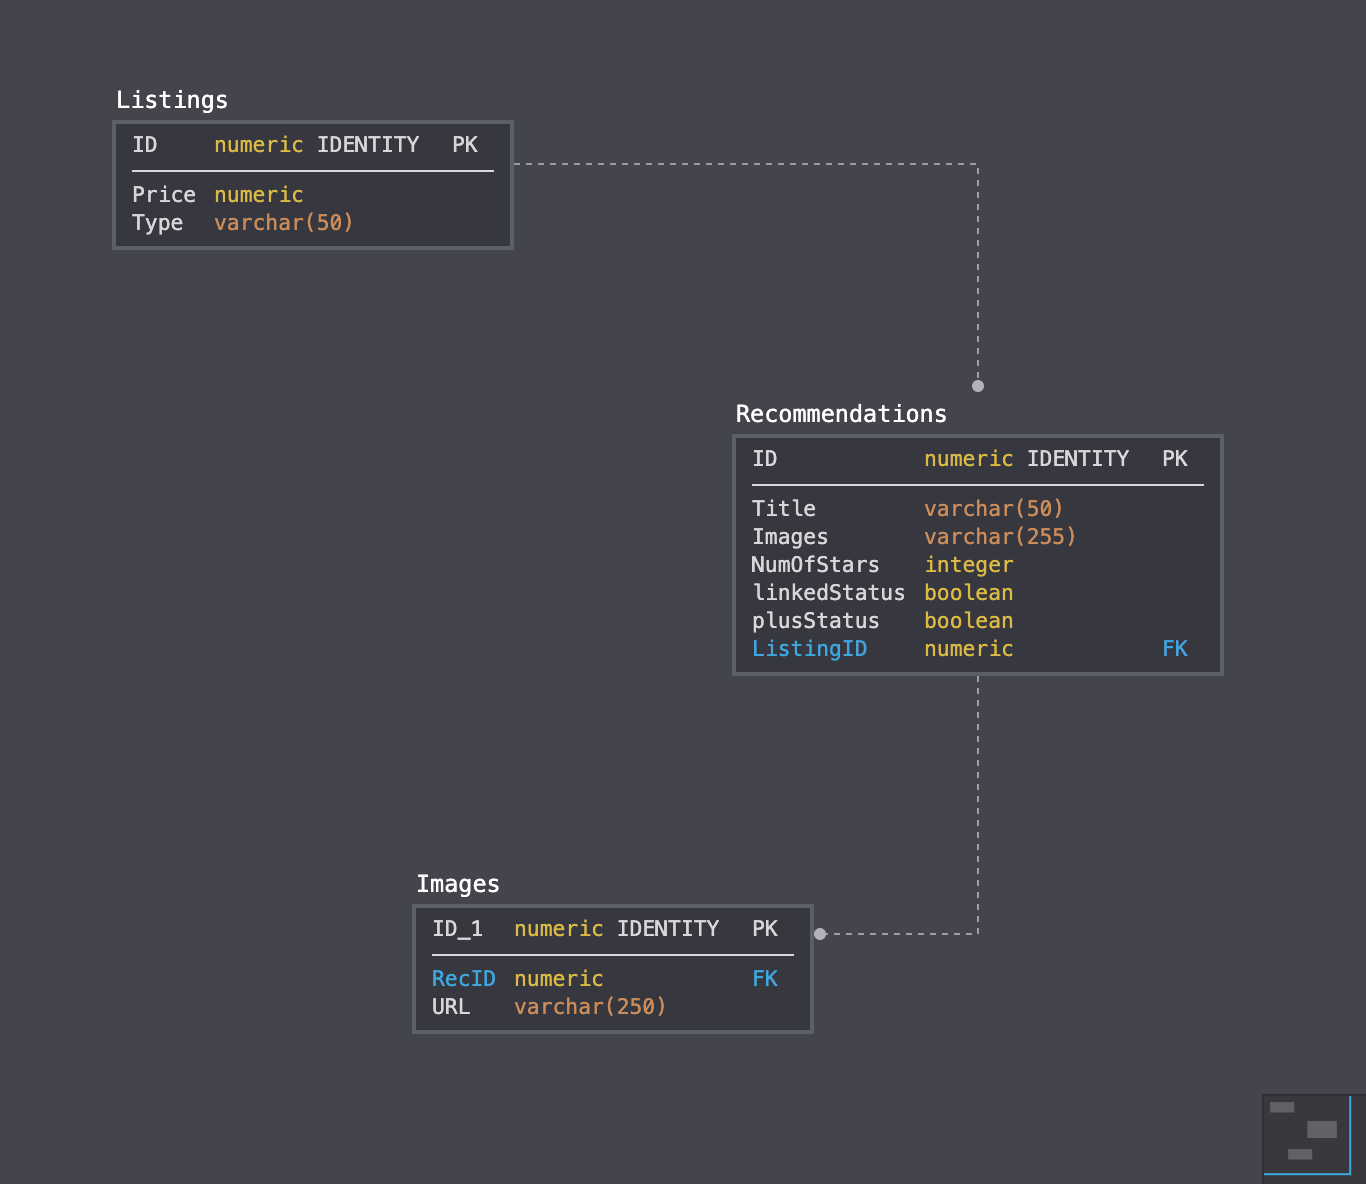 Listings
ID numeric IDENTITY PK
Price numeric
Type varchar(50)
Recommendations
ID numeric IDENTITY PK
Title varchar(50)
Images varchar(255)
NumOfStars integer
linkedStatus boolean
plusStatus boolean
ListingID numeric FK
Images
ID_1 numeric IDENTITY PK
RecID numeric FK
URL varchar(250)